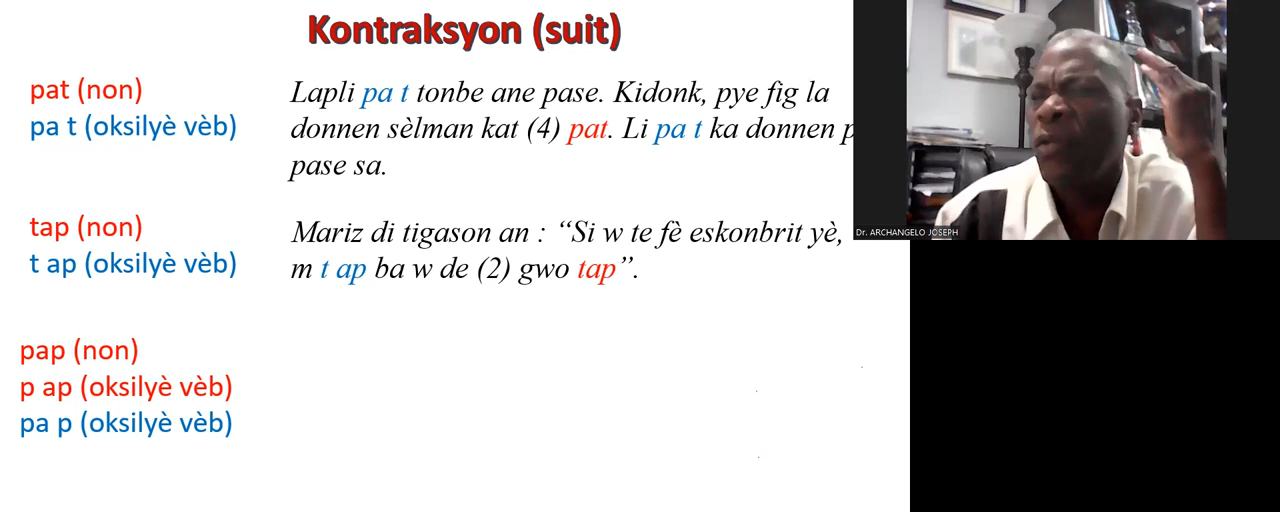 Kontraksyon (suit)
pat (non)
pa t (oksilyè vèb)
Lapli pa t tonbe ane pase. Kidonk, pye fig la
donnen sèlman kat (4) pat. Li pa t ka donnen
pase sa.
tap (non)
t ap (oksilyè vèb)
Mariz di tigason an : “Si w te fè eskonbrit yè,
m t ap ba w de (2) gwo tap”.
pap (non)
p ap (oksilyè vèb)
pa p (oksilyè vèb)
Dr. ARCHANGELO JOSEPH